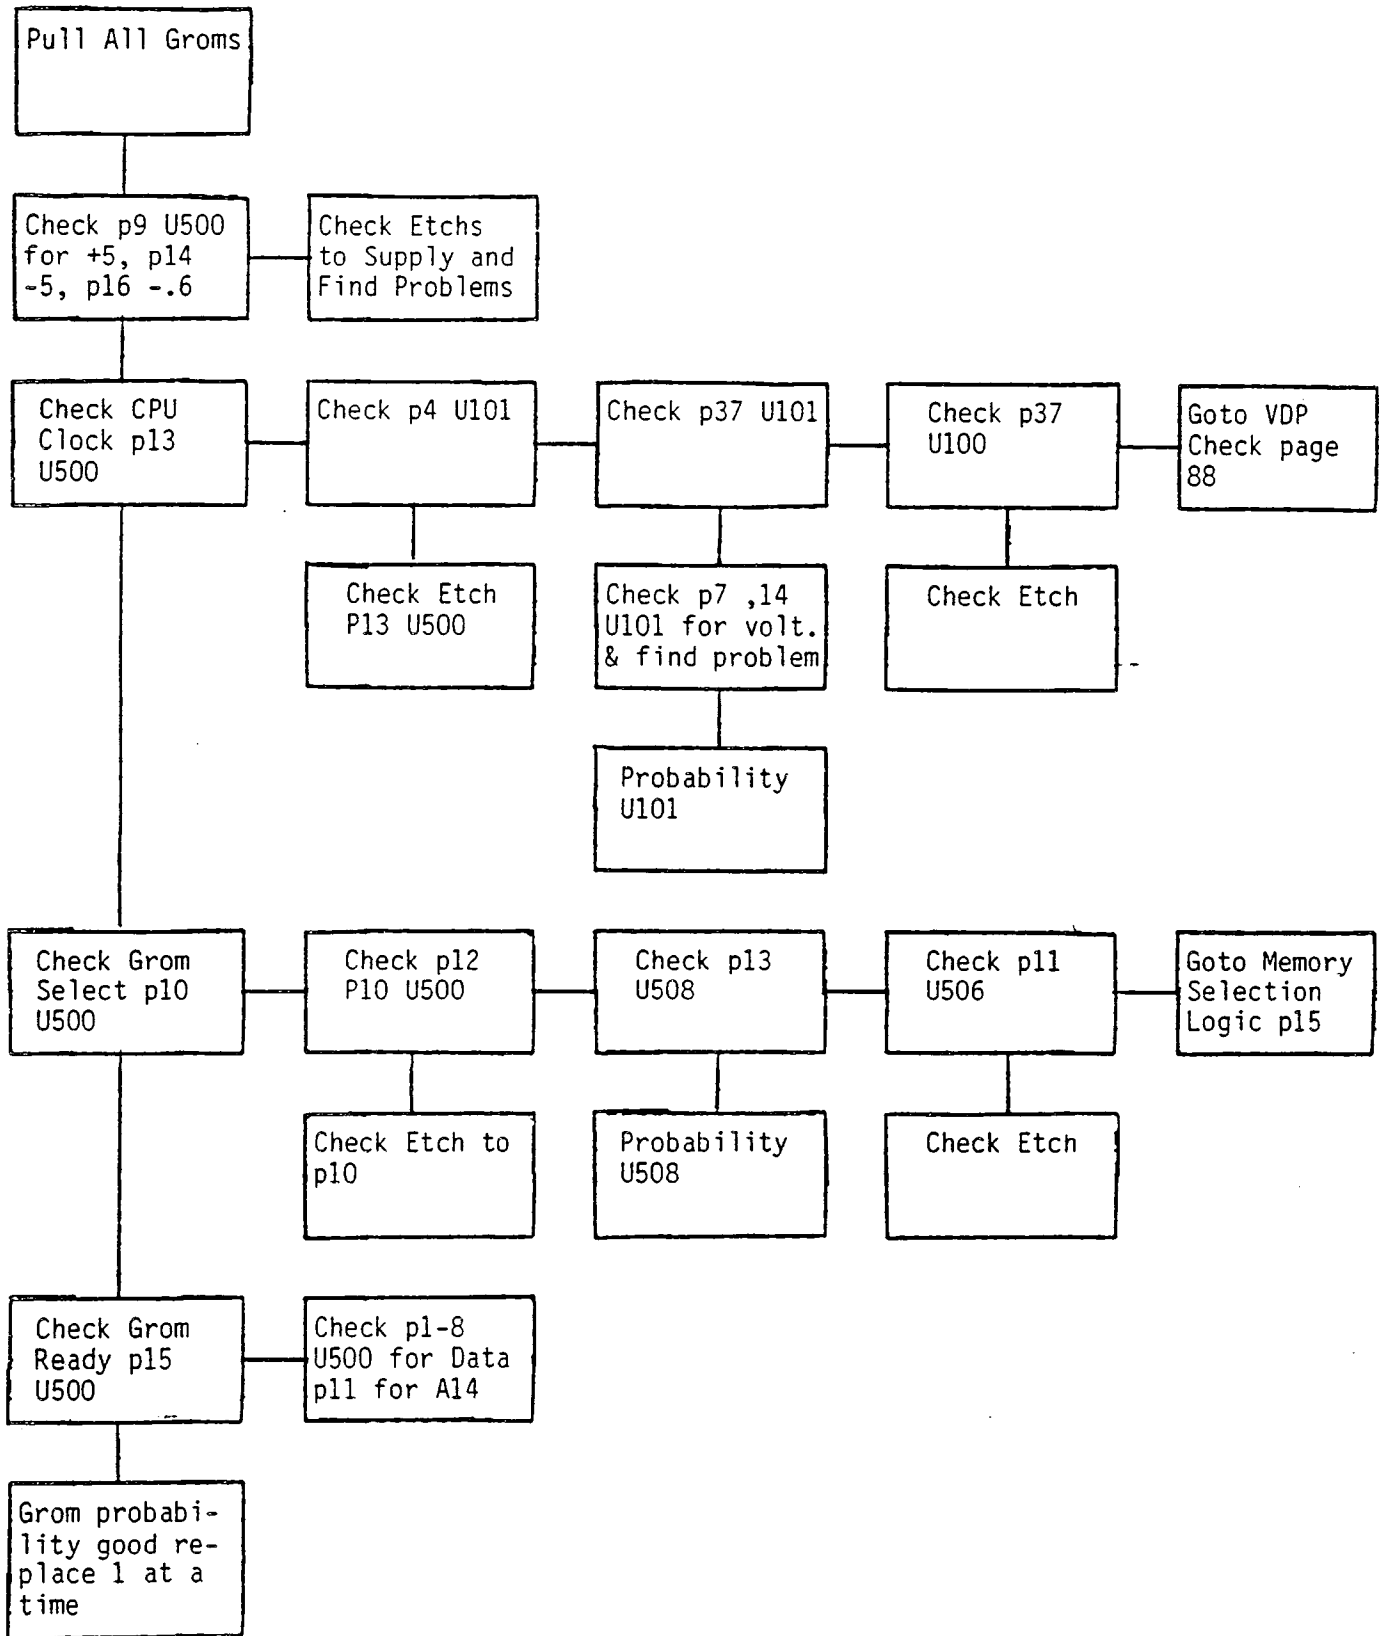 Pull All Groms
Check p9 U500
for +5, p14
-5, p16 -.6
Check Etchs
to Supply and
Find Problems
Check CPU
Clock p13
U500
Check p4 U101
Check p37 U101
Check p37
U100
Goto VDP
Check page
88
Check Etch
P13 U500
Check p7 ,14
U101 for volt.
& find problem
Check Etch
Probability
U101
Check Grom
Select p10
U500
Check p12
P10 U500
Check p13
U508
Check p11
U506
Goto Memory
Selection
Logic p15
Check Etch to
p10
Probability
U508
Check Etch
Check Grom
Ready p15
U500
Check p1-8
U500 for Data
p11 for A14
Grom probabi-
lity good re-
place 1 at a
time